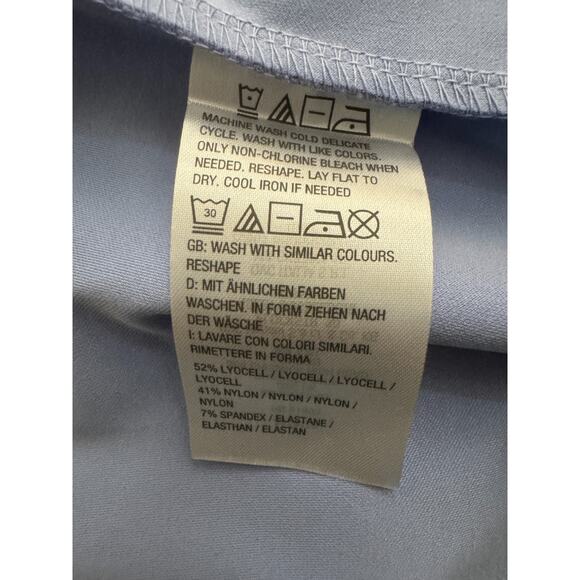 MACHINE WASH COLD DELICATE
CYCLE. WASH WITH LIKE COLORS.
ONLY NON-CHLORINE BLEACH WHEN
NEEDED. RESHAPE. LAY FLAT TO
DRY. COOL IRON IF NEEDED
30
GB: WASH WITH SIMILAR COLOURS.
RESHAPE
D: MIT ÄHNLICHEN FARBEN
WASCHEN. IN FORM ZIEHEN NACH
DER WÄSCHE
I: LAVARE CON COLORI SIMILARI.
RIMETTERE IN FORMA
52% LYOCELL / LYOCELL / LYOCELL /
LYOCELL
41% NYLON / NYLON / NYLON /
NYLON
7% SPANDEX / ELASTANE /
ELASTHAN / ELASTAN